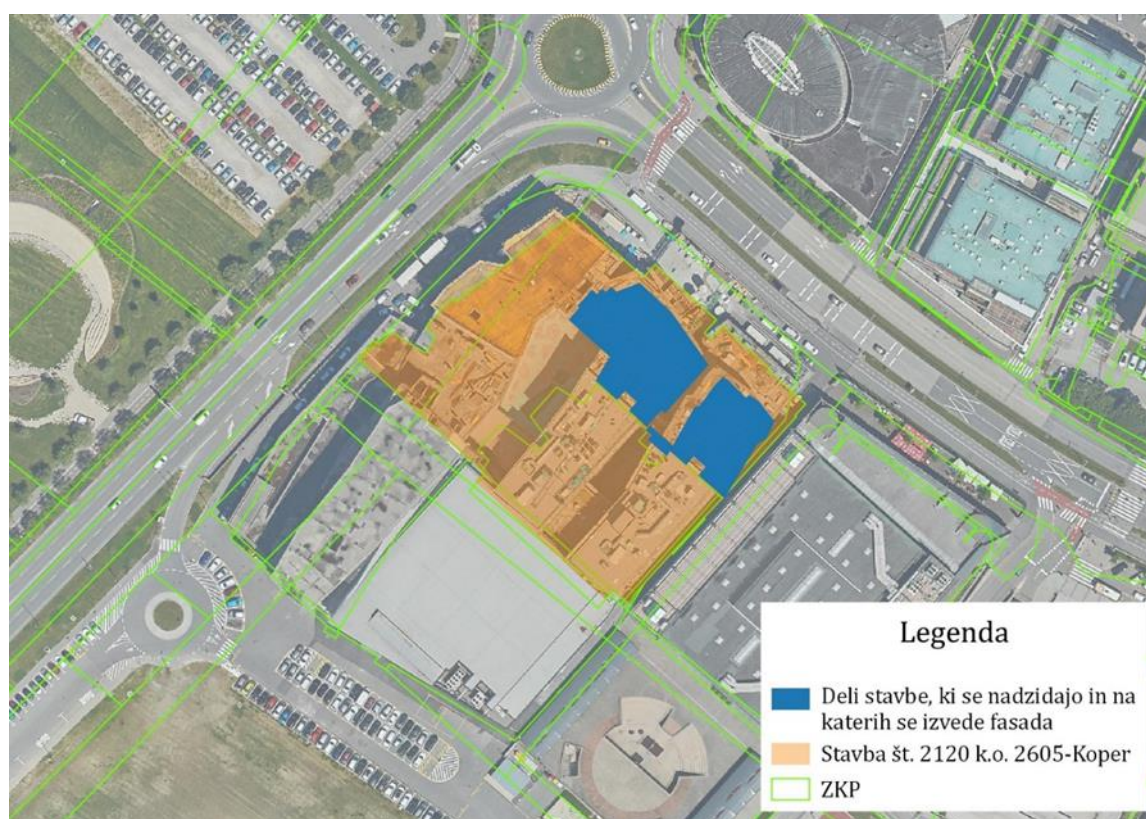 Legenda
Deli stavbe, ki se nadzidajo in na
katerih se izvede fasada
Stavba št. 2120 k.o. 2605-Koper
ZKP